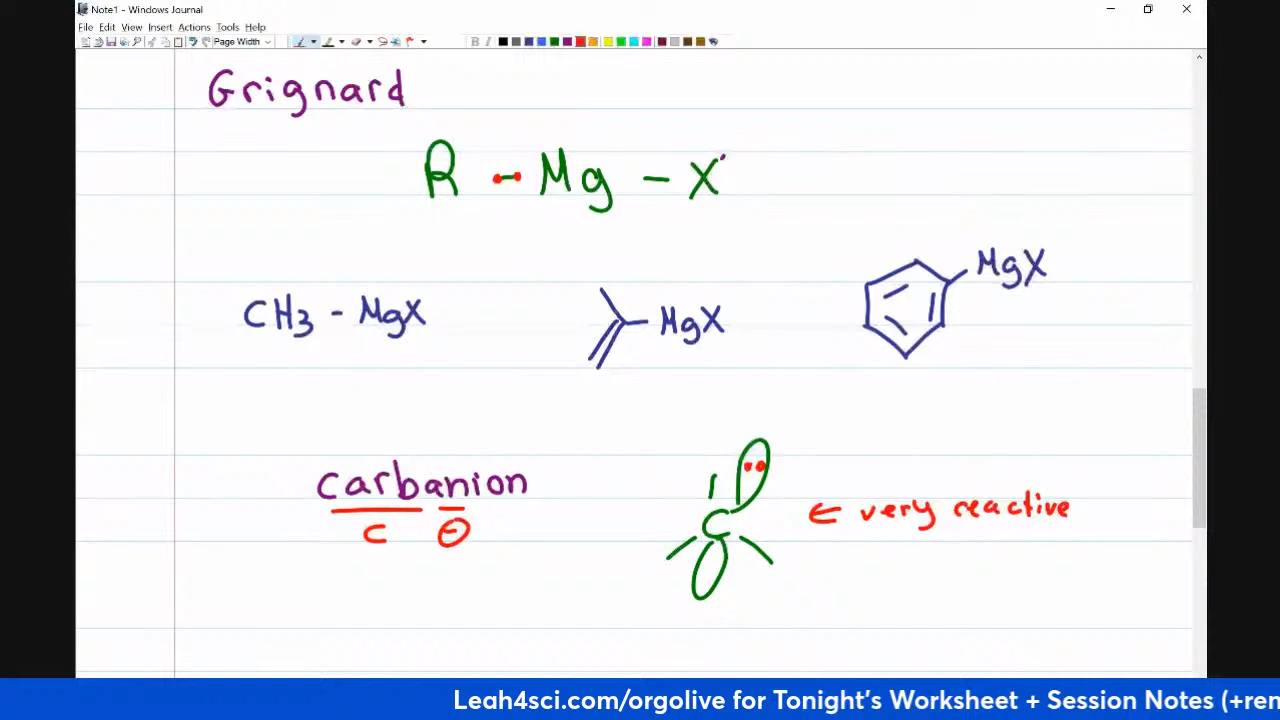 Note1 - Windows Journal
File Edit View Insert Actions Tools Help
Page Width B I
Grignard
R - Mg - X
CH3 - MgX
MgX
MgX
carbanion
C ⊖
C
← very reactive
Leah4sci.com/orgolive for Tonight's Worksheet + Session Notes (+ren